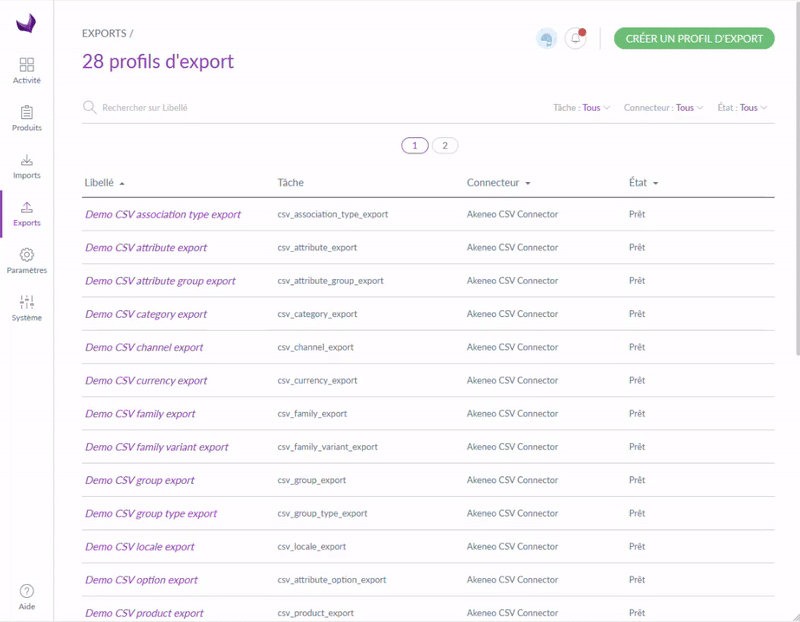 EXPORTS /
28 profils d'export
CRÉER UN PROFIL D'EXPORT
Activité
Produits
Imports
Exports
Paramètres
Système
Aide
Rechercher sur Libellé
Tâche : Tous
Connecteur : Tous
État : Tous
1 2
Libellé Tâche Connecteur État
Demo CSV association type export csv_association_type_export Akeneo CSV Connector Prêt
Demo CSV attribute export csv_attribute_export Akeneo CSV Connector Prêt
Demo CSV attribute group export csv_attribute_group_export Akeneo CSV Connector Prêt
Demo CSV category export csv_category_export Akeneo CSV Connector Prêt
Demo CSV channel export csv_channel_export Akeneo CSV Connector Prêt
Demo CSV currency export csv_currency_export Akeneo CSV Connector Prêt
Demo CSV family export csv_family_export Akeneo CSV Connector Prêt
Demo CSV family variant export csv_family_variant_export Akeneo CSV Connector Prêt
Demo CSV group export csv_group_export Akeneo CSV Connector Prêt
Demo CSV group type export csv_group_type_export Akeneo CSV Connector Prêt
Demo CSV locale export csv_locale_export Akeneo CSV Connector Prêt
Demo CSV option export csv_attribute_option_export Akeneo CSV Connector Prêt
Demo CSV product export csv_product_export Akeneo CSV Connector Prêt